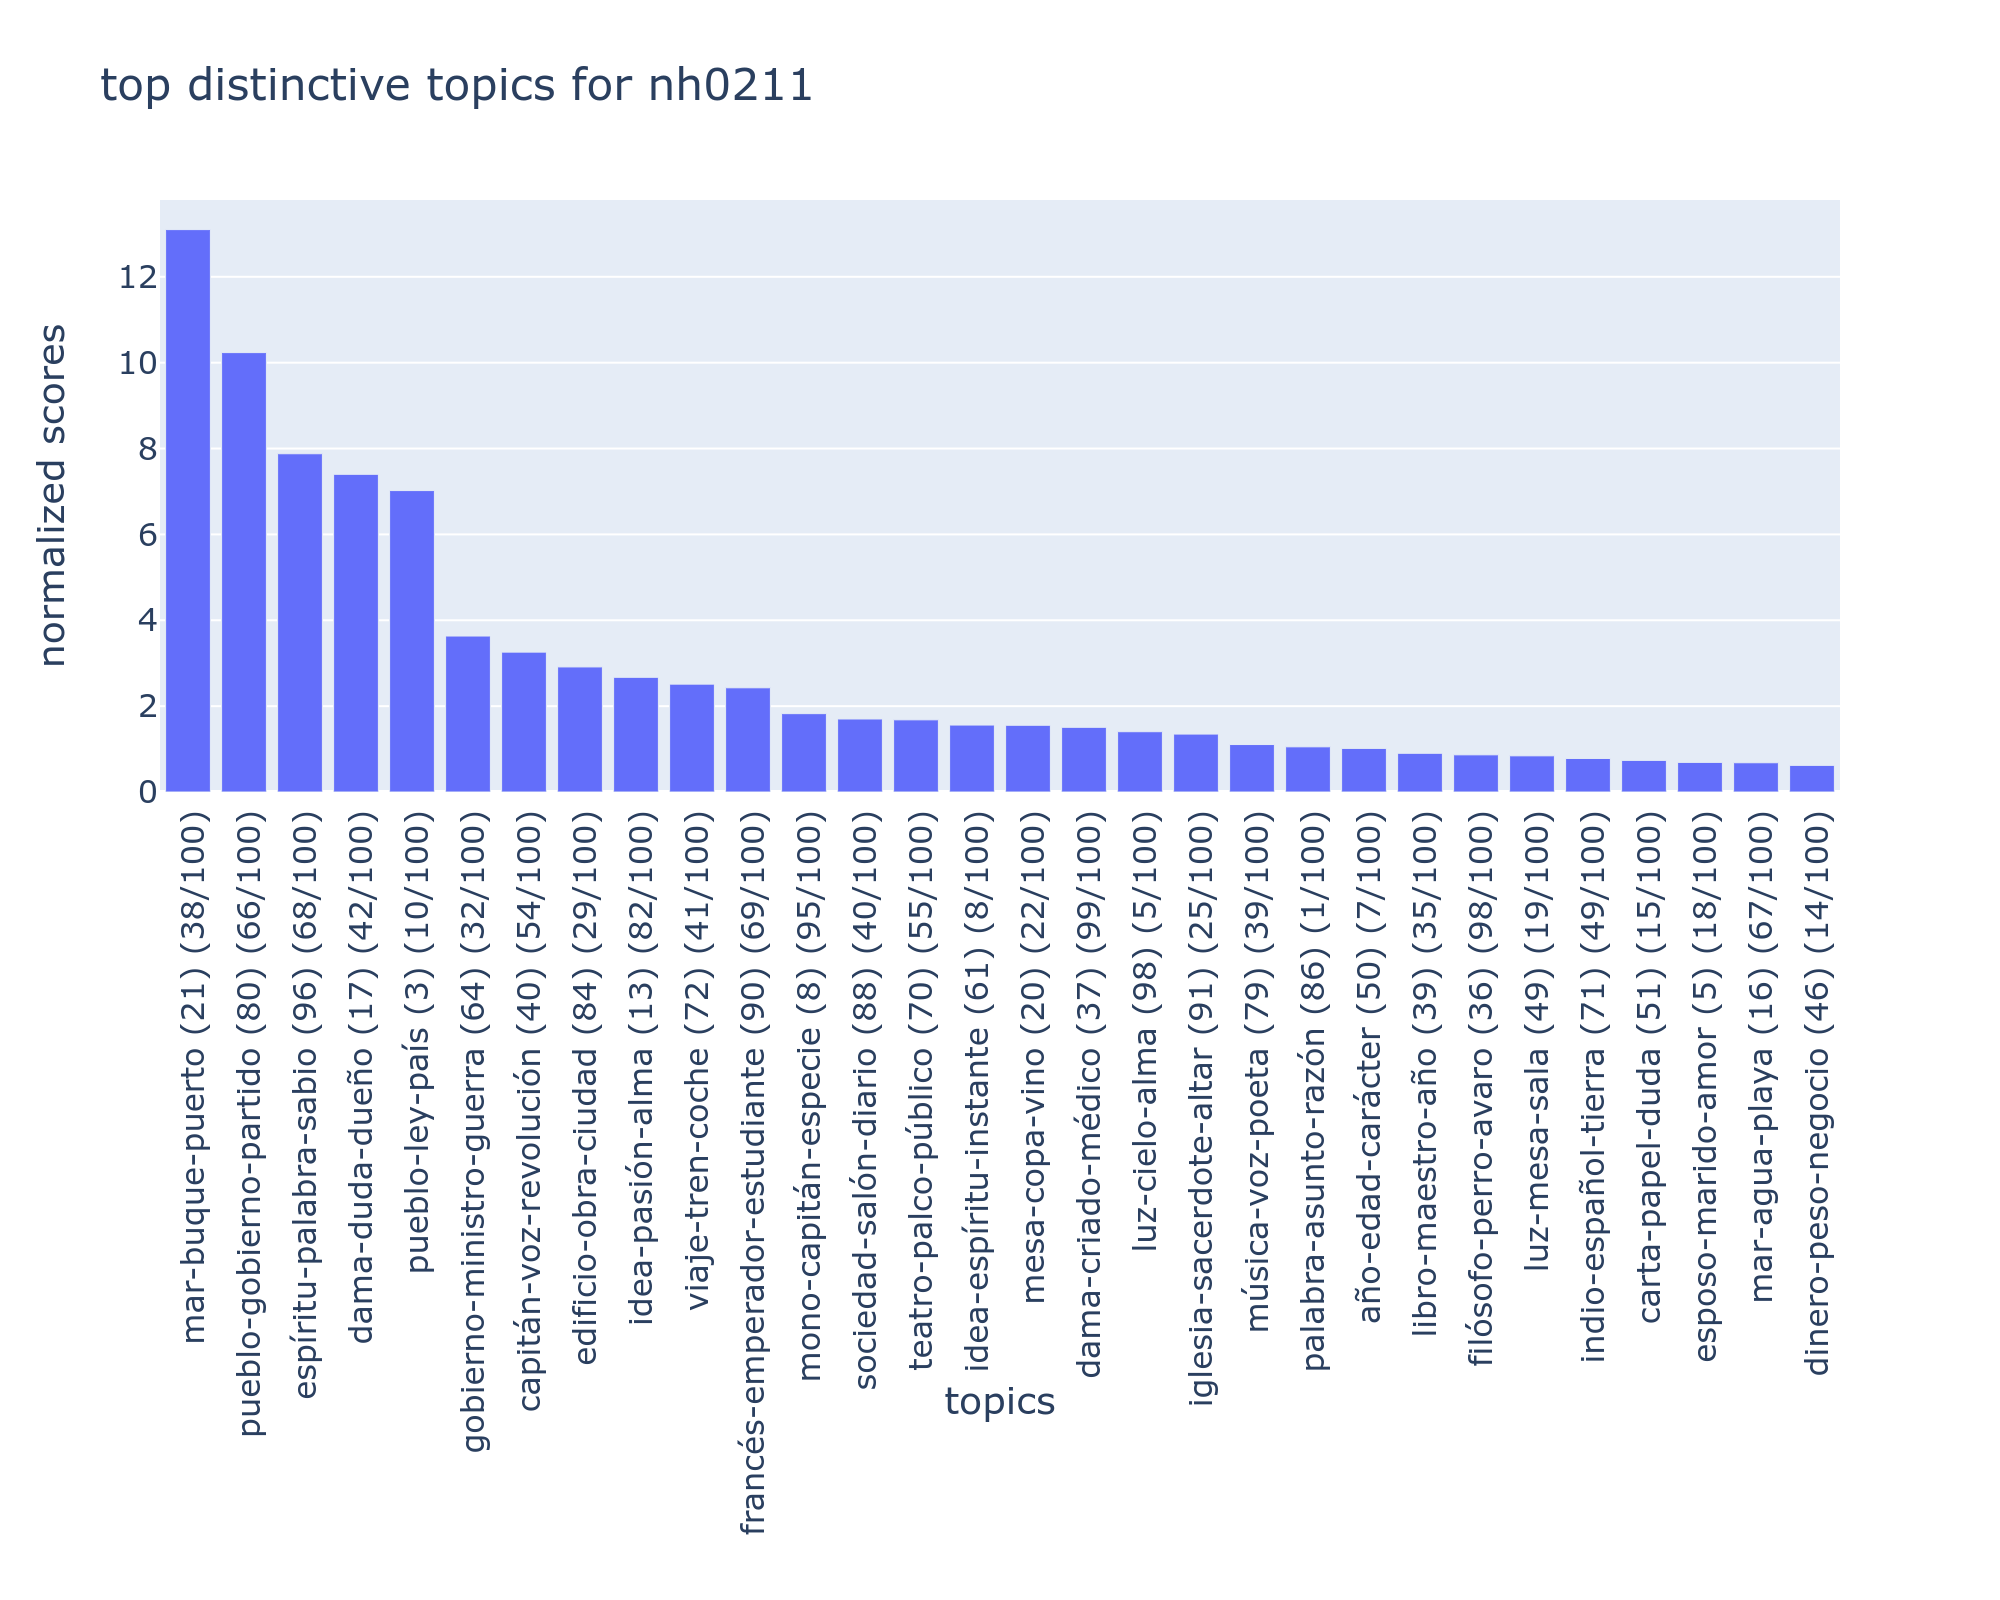 top distinctive topics for nh0211
normalized scores
12
10
8
6
4
2
0
mar-buque-puerto (21) (38/100)
pueblo-gobierno-partido (80) (66/100)
espíritu-palabra-sabio (96) (68/100)
dama-duda-dueño (17) (42/100)
pueblo-ley-país (3) (10/100)
gobierno-ministro-guerra (64) (32/100)
capitán-voz-revolución (40) (54/100)
edificio-obra-ciudad (84) (29/100)
idea-pasión-alma (13) (82/100)
viaje-tren-coche (72) (41/100)
francés-emperador-estudiante (90) (69/100)
mono-capitán-especie (8) (95/100)
sociedad-salón-diario (88) (40/100)
teatro-palco-público (70) (55/100)
idea-espíritu-instante (61) (8/100)
mesa-copa-vino (20) (22/100)
dama-criado-médico (37) (99/100)
luz-cielo-alma (98) (5/100)
iglesia-sacerdote-altar (91) (25/100)
música-voz-poeta (79) (39/100)
palabra-asunto-razón (86) (1/100)
año-edad-carácter (50) (7/100)
libro-maestro-año (39) (35/100)
filósofo-perro-avaro (36) (98/100)
luz-mesa-sala (49) (19/100)
indio-español-tierra (71) (49/100)
carta-papel-duda (51) (15/100)
esposo-marido-amor (5) (18/100)
mar-agua-playa (16) (67/100)
dinero-peso-negocio (46) (14/100)
topics